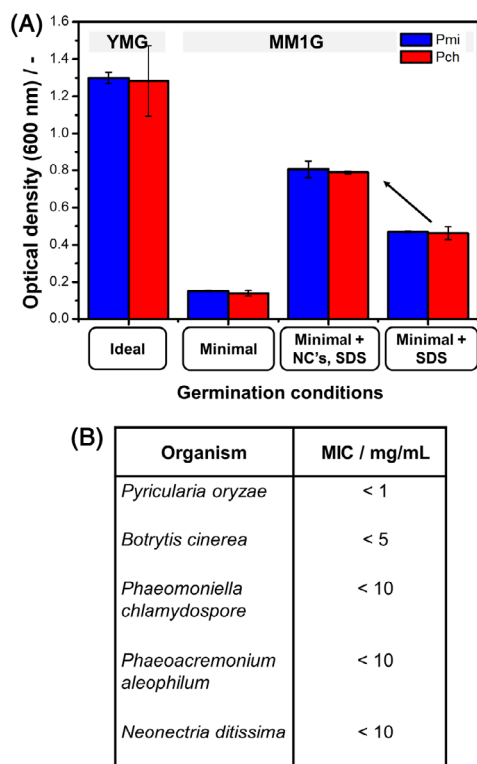 (A)
YMG
MM1G
Pmi
Pch
Optical density (600 nm) / -
1.6
1.4
1.2
1.0
0.8
0.6
0.4
0.2
0.0
Ideal
Minimal
Minimal +
NC's, SDS
Minimal +
SDS
Germination conditions
(B)
Organism MIC / mg/mL
Pyricularia oryzae < 1
Botrytis cinerea < 5
Phaeomoniella
chlamydospore < 10
Phaeoacremonium
aleophilum < 10
Neonectria ditissima < 10